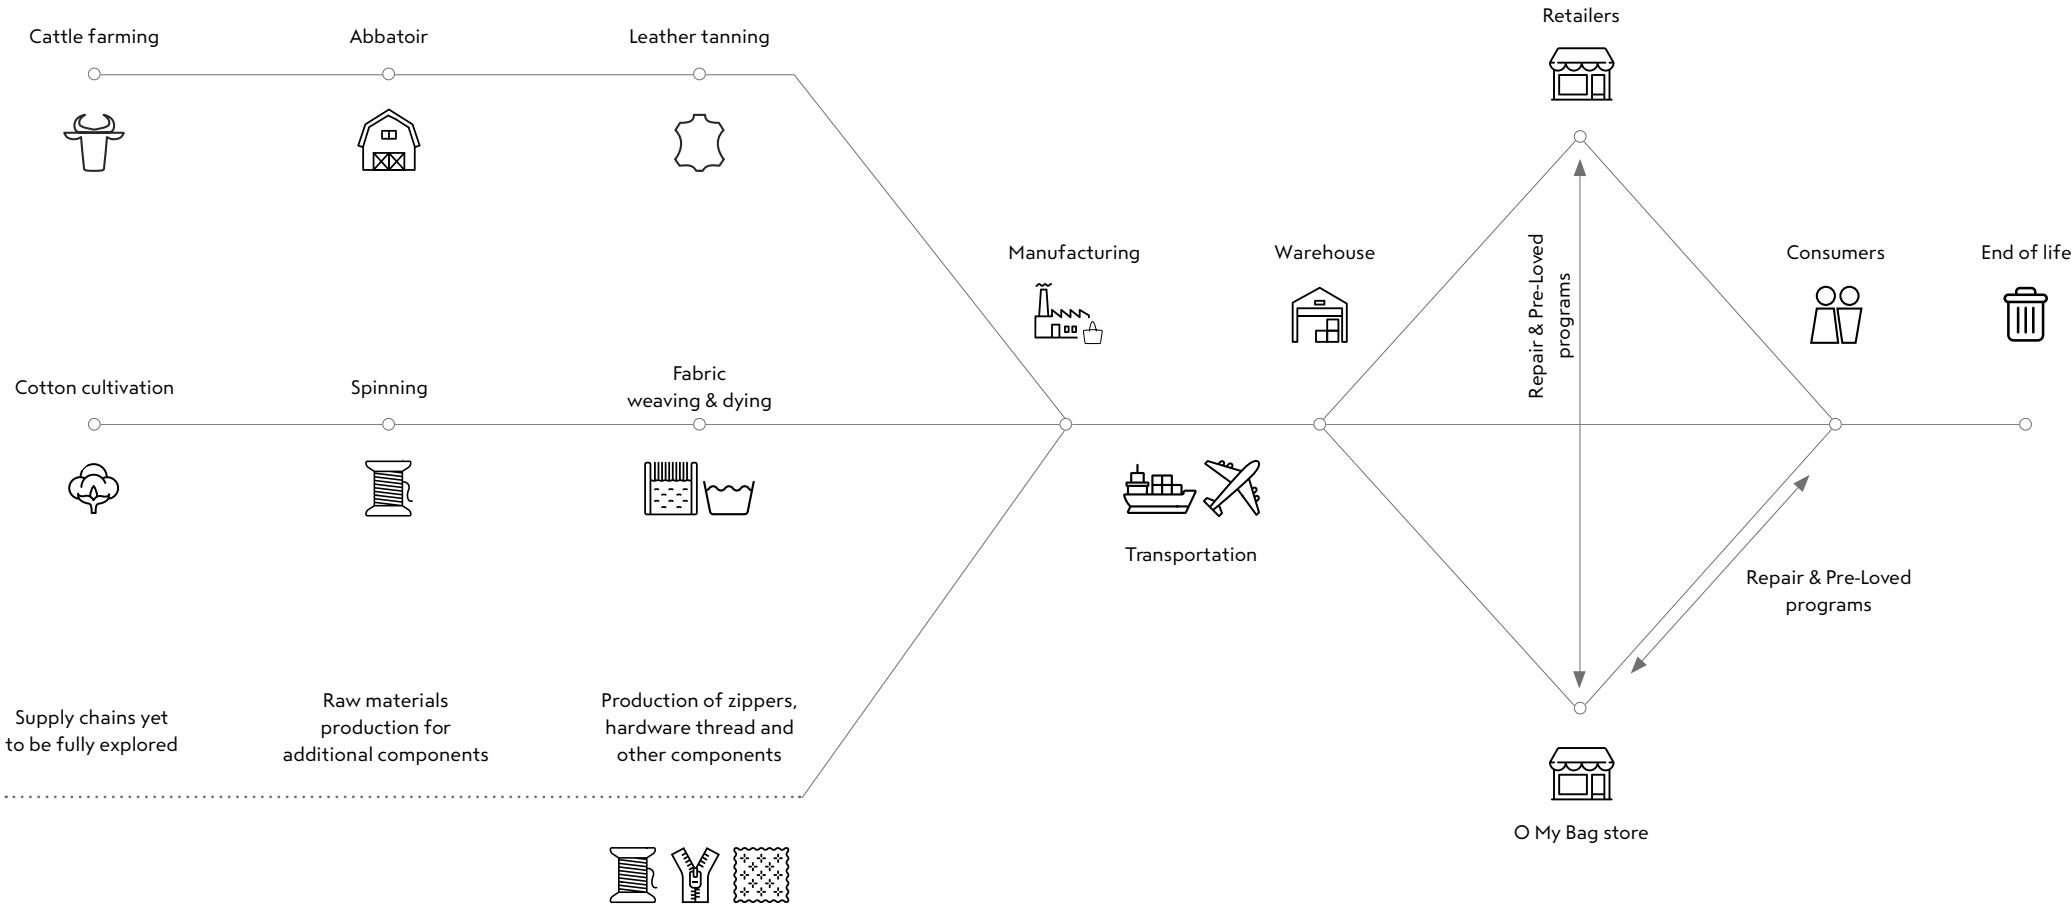 Retailers
Cattle farming
Abbatoir
Leather tanning
Manufacturing
Warehouse
Repair & Pre-Loved
programs
Consumers
End of life
Cotton cultivation
Spinning
Fabric
weaving & dying
Transportation
Repair & Pre-Loved
programs
Supply chains yet
to be fully explored
Raw materials
production for
additional components
Production of zippers,
hardware thread and
other components
O My Bag store